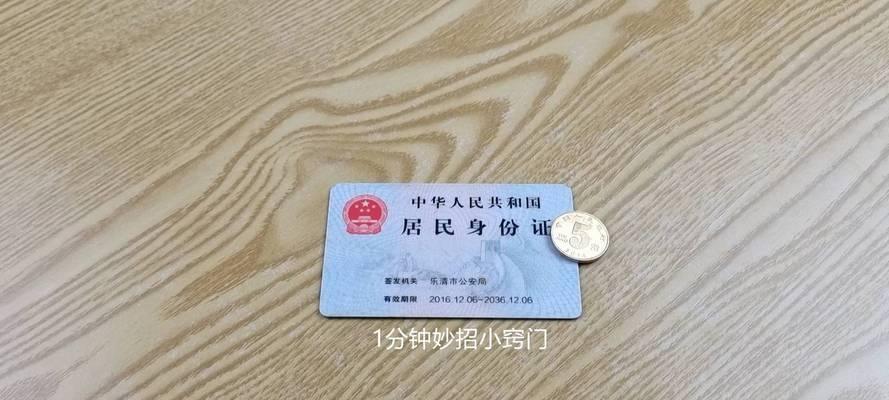 中华人民共和国
居民身份证
签发机关 乐清市公安局
有效期限 2016.12.06-2036.12.06
5
1分钟妙招小窍门